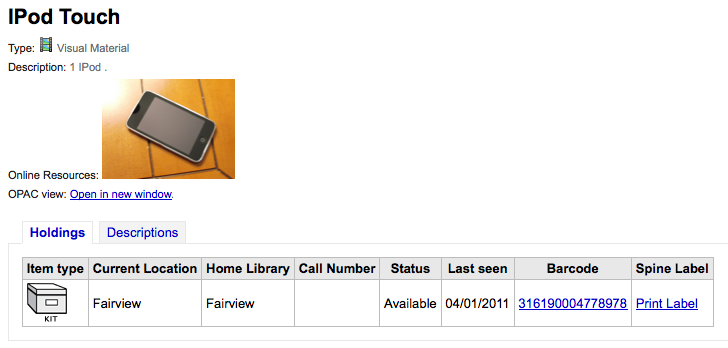 IPod Touch
Type: Visual Material
Description: 1 IPod .
Online Resources:
OPAC view: Open in new window.
Holdings Descriptions
Item type Current Location Home Library Call Number Status Last seen Barcode Spine Label
KIT Fairview Fairview Available 04/01/2011 316190004778978 Print Label